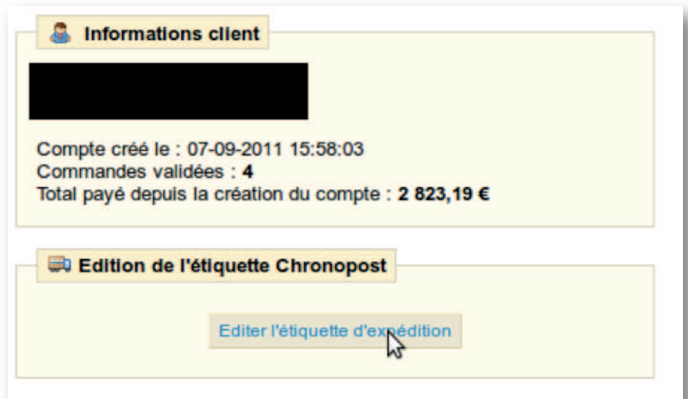 Informations client
Compte créé le : 07-09-2011 15:58:03
Commandes validées : 4
Total payé depuis la création du compte : 2 823,19 €
Edition de l'étiquette Chronopost
Editer l'étiquette d'expédition